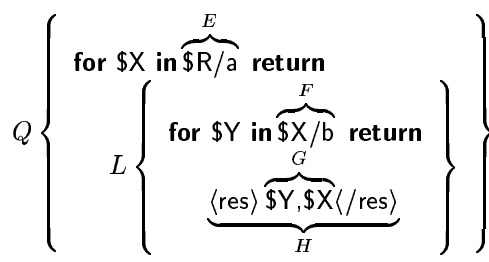 E
for $X in $R/a return
F
Q
for $Y in $X/b return
L
G
⟨res⟩ $Y,$X⟨/res⟩
H